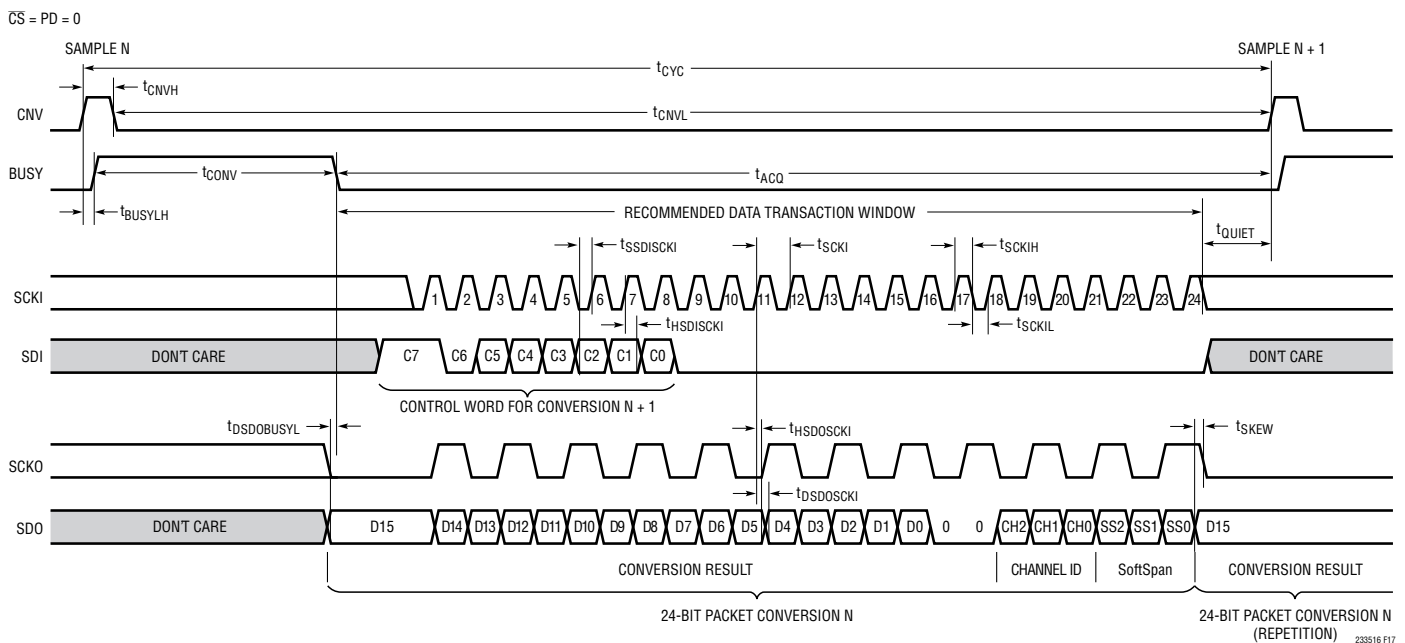 CS = PD = 0
SAMPLE N
SAMPLE N + 1
tCYC
tCNVH
CNV
tCNVL
BUSY
tCONV
tACQ
tBUSYLH
RECOMMENDED DATA TRANSACTION WINDOW
tQUIET
tSSDISCKI
tSCKI
tSCKIH
SCKI
1 2 3 4 5 6 7 8 9 10 11 12 13 14 15 16 17 18 19 20 21 22 23 24
tHSDISCKI
tSCKIL
SDI
DON'T CARE
C7 C6 C5 C4 C3 C2 C1 C0
DON'T CARE
CONTROL WORD FOR CONVERSION N + 1
tDSDOBUSYL
tHSDOSCKI
tSKEW
SCKO
tDSDOSCKI
SDO
DON'T CARE
D15 D14 D13 D12 D11 D10 D9 D8 D7 D6 D5 D4 D3 D2 D1 D0 0 0 CH2 CH1 CH0 SS2 SS1 SS0 D15
CONVERSION RESULT
CHANNEL ID
SoftSpan
CONVERSION RESULT
24-BIT PACKET CONVERSION N
24-BIT PACKET CONVERSION N
(REPETITION)
233516 F17